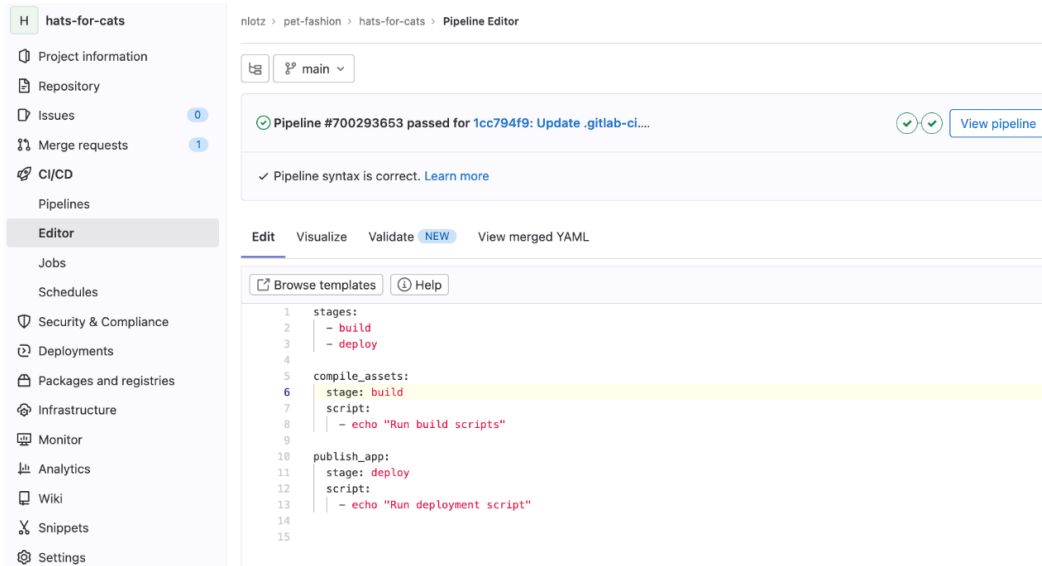 H hats-for-cats
Project information
Repository
Issues 0
Merge requests 1
CI/CD
Pipelines
Editor
Jobs
Schedules
Security & Compliance
Deployments
Packages and registries
Infrastructure
Monitor
Analytics
Wiki
Snippets
Settings
nlotz > pet-fashion > hats-for-cats > Pipeline Editor
main
Pipeline #700293653 passed for 1cc794f9: Update .gitlab-ci.... View pipeline
Pipeline syntax is correct. Learn more
Edit Visualize Validate NEW View merged YAML
Browse templates Help
1 stages:
2 - build
3 - deploy
4
5 compile_assets:
6 stage: build
7 script:
8 - echo "Run build scripts"
9
10 publish_app:
11 stage: deploy
12 script:
13 - echo "Run deployment script"
14
15